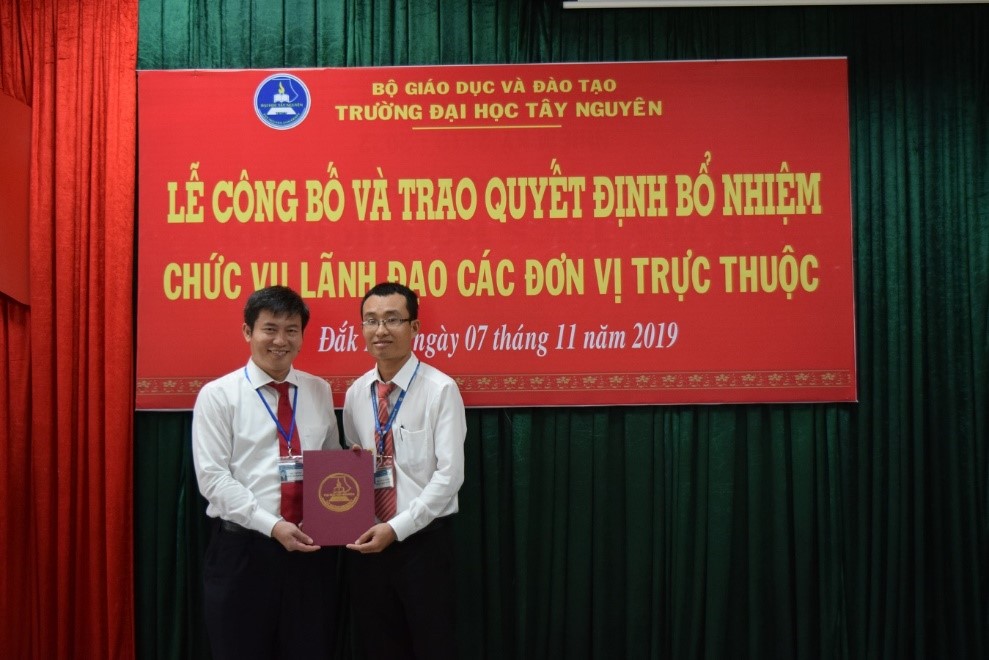 BỘ GIÁO DỤC VÀ ĐÀO TẠO
TRƯỜNG ĐẠI HỌC TÂY NGUYÊN
LỄ CÔNG BỐ VÀ TRAO QUYẾT ĐỊNH BỔ NHIỆM
CHỨC VỤ LÃNH ĐẠO CÁC ĐƠN VỊ TRỰC THUỘC
Đắk ngày 07 tháng 11 năm 2019